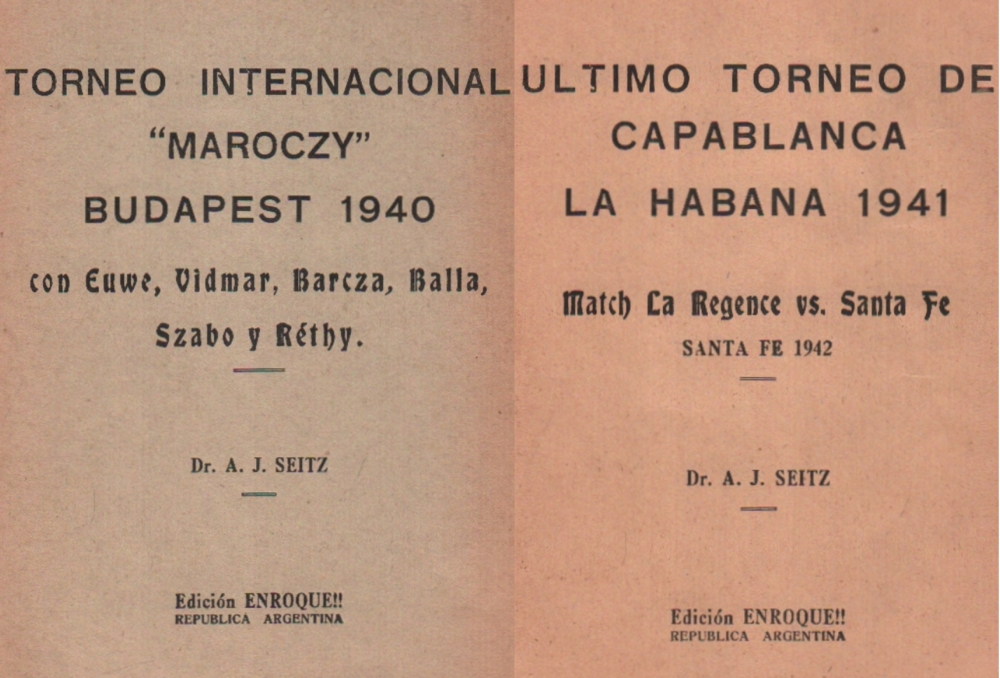 TORNEO INTERNACIONAL
"MAROCZY"
BUDAPEST 1940
con Euwe, Vidmar, Barcza, Balla,
Szabo y Réthy.
Dr. A. J. SEITZ
Edición ENROQUE!!
REPUBLICA ARGENTINA
ULTIMO TORNEO DE
CAPABLANCA
LA HABANA 1941
Match La Regence vs. Santa Fe
SANTA FE 1942
Dr. A. J. SEITZ
Edición ENROQUE!!
REPUBLICA ARGENTINA